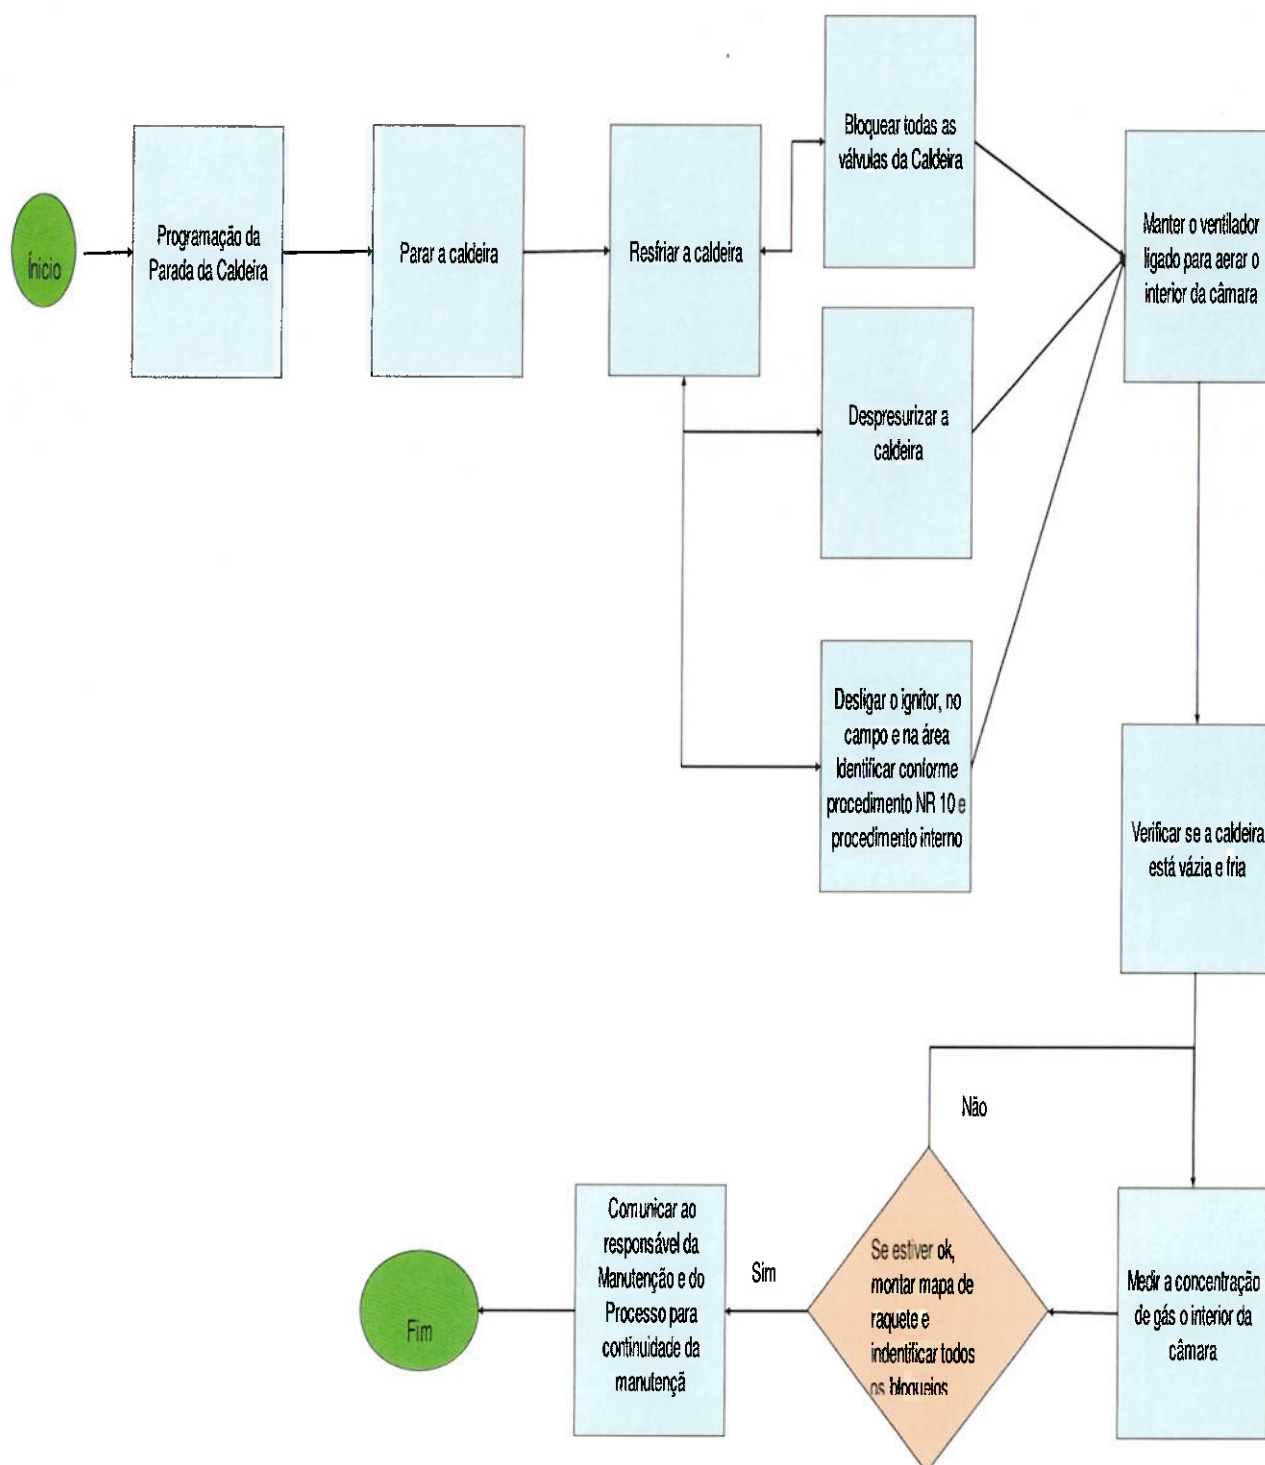 Ínicio
Programação da
Parada da Caldeira
Parar a caldeira
Resfriar a caldeira
Bloquear todas as
válvulas da Caldeira
Despresurizar a
caldeira
Desligar o ignitor, no
campo e na área
Identificar conforme
procedimento NR 10 e
procedimento interno
Manter o ventilador
ligado para aerar o
interior da câmara
Verificar se a caldeira
está vázia e fria
Medir a concentração
de gás o interior da
câmara
Não
Se estiver ok,
montar mapa de
raquete e
indentificar todos
os bloqueios
Sim
Comunicar ao
responsável da
Manutenção e do
Processo para
continuidade da
manutençã
Fim